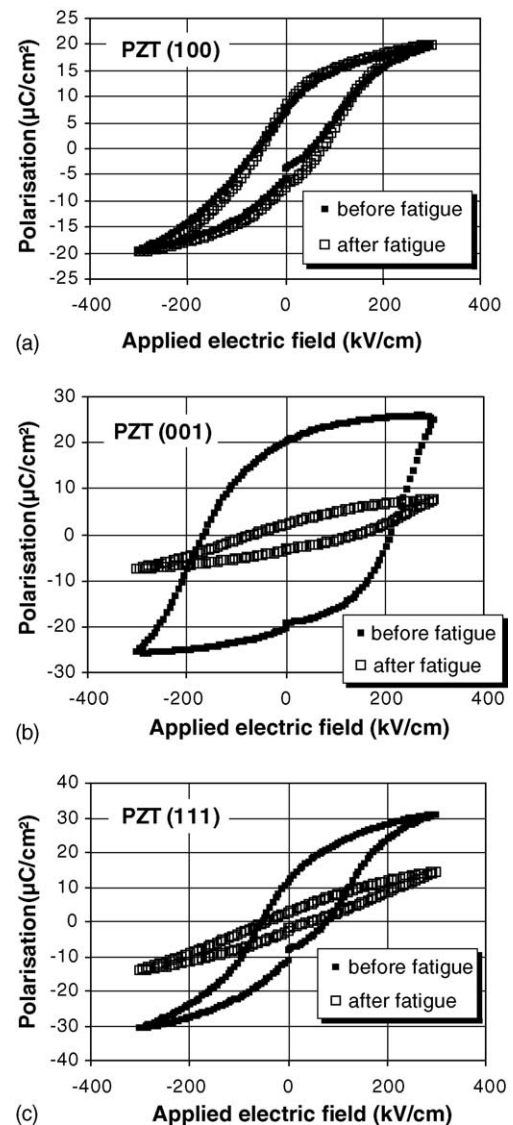 25
20
PZT (100)
15
10
5
0
-5
-10
-15
-20
-25
Polarisation (µC/cm²)
before fatigue
after fatigue
-400 -200 0 200 400
(a) Applied electric field (kV/cm)
30
PZT (001)
20
10
0
-10
-20
-30
Polarisation (µC/cm²)
before fatigue
after fatigue
-400 -200 0 200 400
Applied electric field (kV/cm)
(b)
40
PZT (111)
30
20
10
0
-10
-20
-30
-40
Polarisation (µC/cm²)
before fatigue
after fatigue
-400 -200 0 200 400
Applied electric field (kV/cm)
(c)